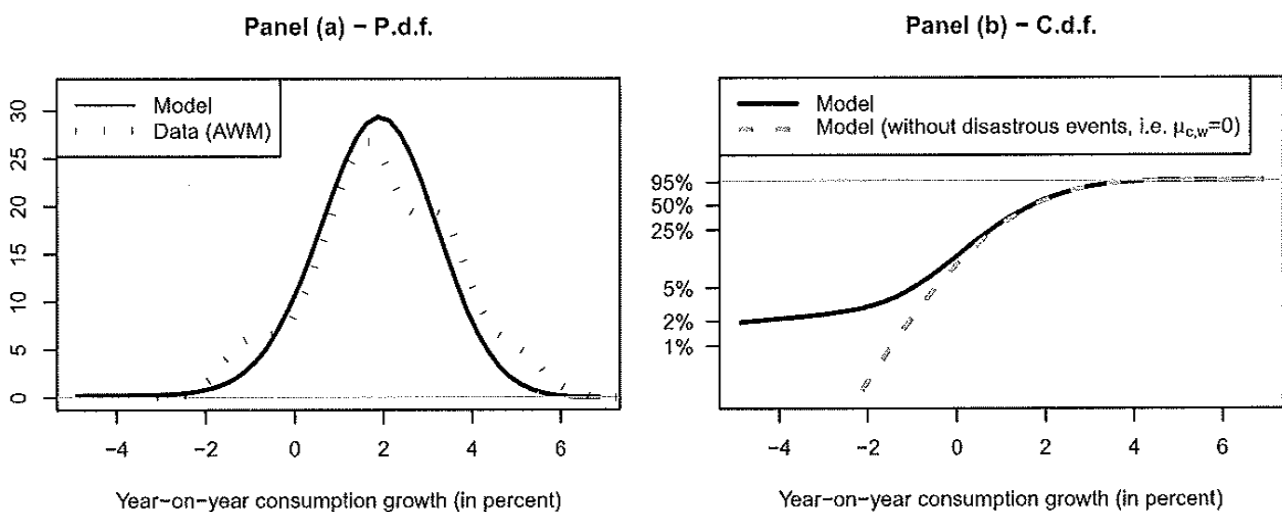 Panel (a) – P.d.f.
Model
Data (AWM)
30
25
20
15
10
5
0
−4 −2 0 2 4 6
Year−on−year consumption growth (in percent)
Panel (b) – C.d.f.
Model
Model (without disastrous events, i.e. μc,w=0)
95%
50%
25%
5%
2%
1%
−4 −2 0 2 4 6
Year−on−year consumption growth (in percent)